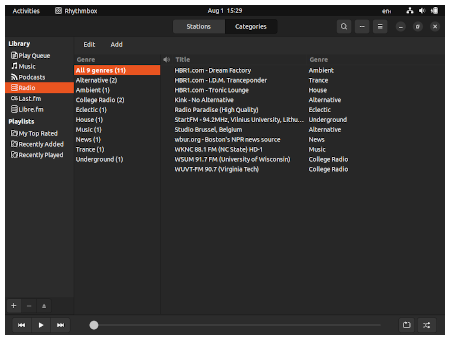 Activities Rhythmbox Aug 1 15:29 en₁
Stations Categories
Library Edit Add
Play Queue
Music
Podcasts
Radio
Last.fm
Libre.fm
Playlists
My Top Rated
Recently Added
Recently Played
Genre
All 9 genres (11)
Alternative (2)
Ambient (1)
College Radio (2)
Eclectic (1)
House (1)
Music (1)
News (1)
Trance (1)
Underground (1)
Title Genre
HBR1.com - Dream Factory Ambient
HBR1.com - I.D.M. Tranceponder Trance
HBR1.com - Tronic Lounge House
Kink - No Alternative Alternative
Radio Paradise (High Quality) Eclectic
StartFM - 94.2MHz, Vilnius University, Lithu... Underground
Studio Brussel, Belgium Alternative
wbur.org - Boston's NPR news source News
WKNC 88.1 FM (NC State) HD-1 Music
WSUM 91.7 FM (University of Wisconsin) College Radio
WUVT-FM 90.7 (Virginia Tech) College Radio